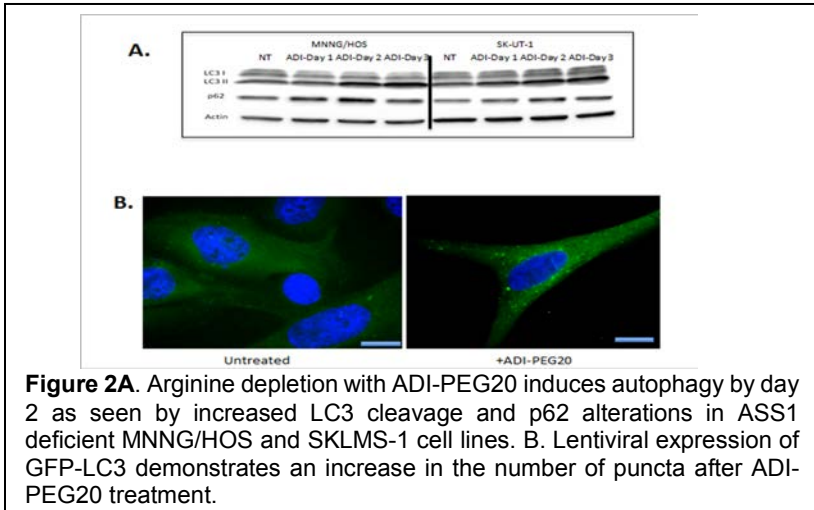 A.
MNNG/HOS SK-UT-1
NT ADI-Day 1 ADI-Day 2 ADI-Day 3 NT ADI-Day 1 ADI-Day 2 ADI-Day 3
LC3 I
LC3 II
p62
Actin
B.
Untreated +ADI-PEG20
Figure 2A. Arginine depletion with ADI-PEG20 induces autophagy by day
2 as seen by increased LC3 cleavage and p62 alterations in ASS1
deficient MNNG/HOS and SKLMS-1 cell lines. B. Lentiviral expression of
GFP-LC3 demonstrates an increase in the number of puncta after ADI-
PEG20 treatment.